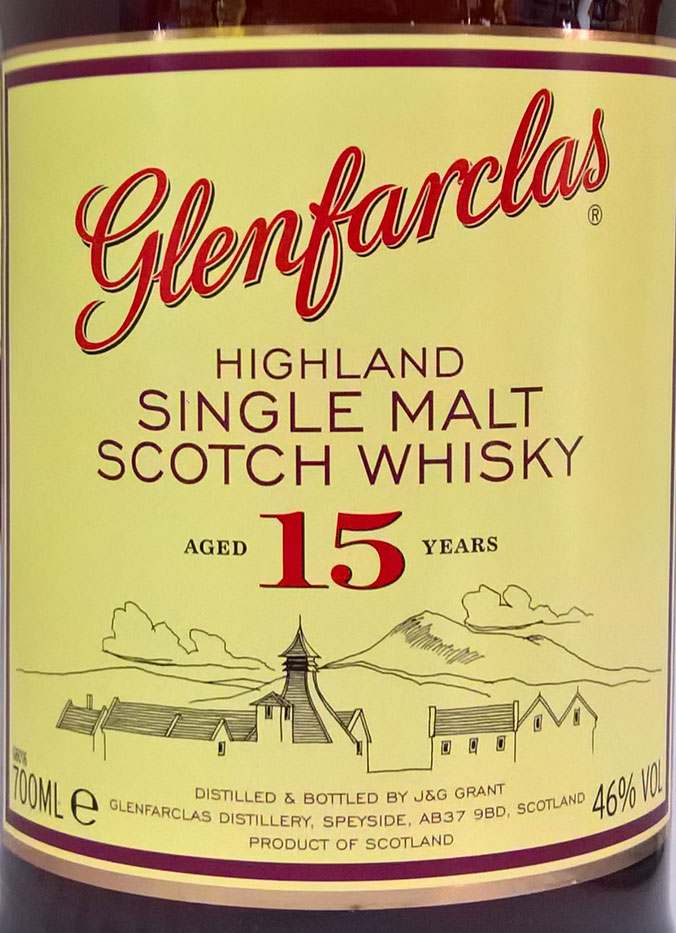 Glenfarclas
®
HIGHLAND
SINGLE MALT
SCOTCH WHISKY
AGED 15 YEARS
700ML e
DISTILLED & BOTTLED BY J&G GRANT
GLENFARCLAS DISTILLERY, SPEYSIDE, AB37 9BD, SCOTLAND
PRODUCT OF SCOTLAND
46% VOL